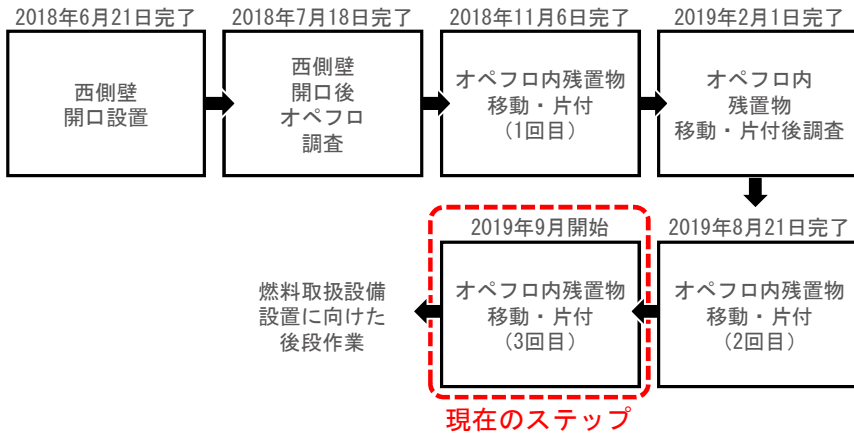 2018年6月21日完了
西側壁
開口設置
2018年7月18日完了
西側壁
開口後
オペフロ
調査
2018年11月6日完了
オペフロ内残置物
移動・片付
(1回目)
2019年2月1日完了
オペフロ内
残置物
移動・片付後調査
2019年8月21日完了
オペフロ内残置物
移動・片付
(2回目)
2019年9月開始
オペフロ内残置物
移動・片付
(3回目)
現在のステップ
燃料取扱設備
設置に向けた
後段作業